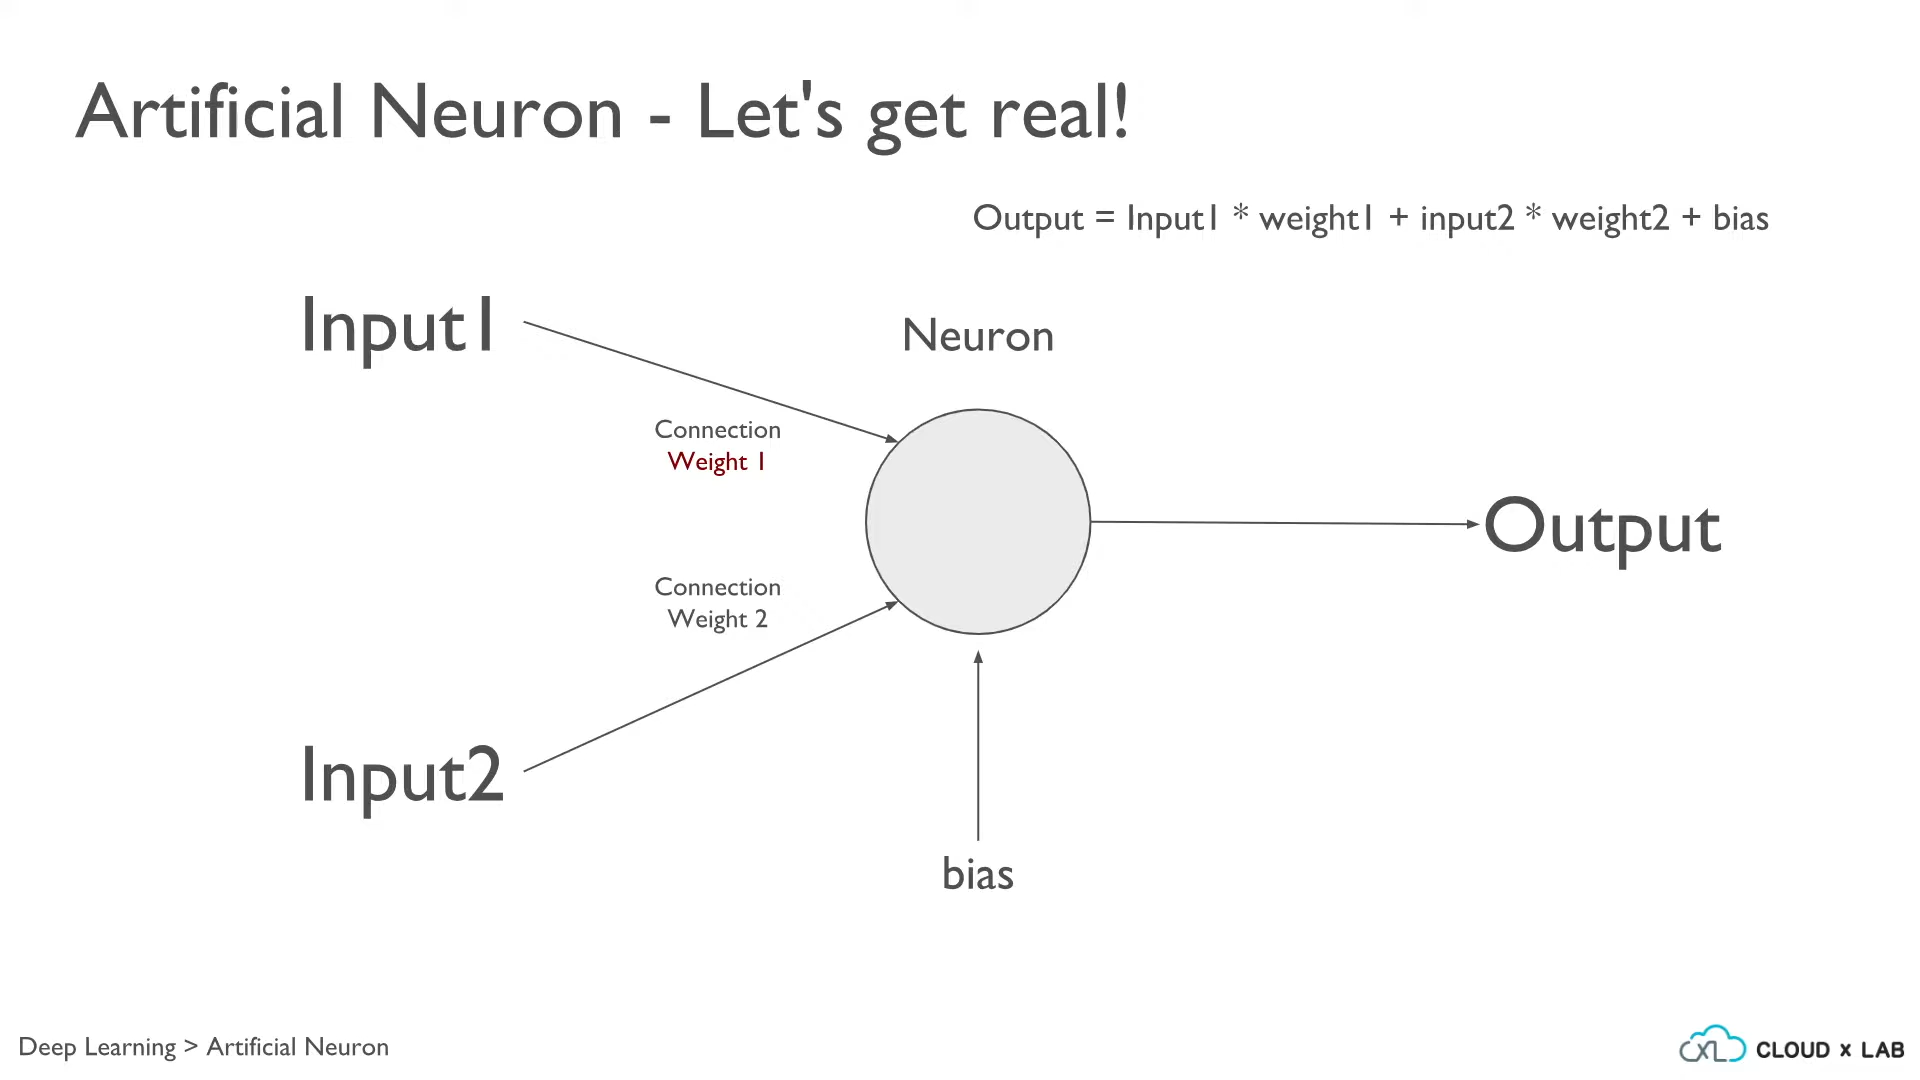 Artificial Neuron - Let's get real!
Output = Input1 * weight1 + input2 * weight2 + bias
Input1
Neuron
Connection
Weight 1
Output
Connection
Weight 2
Input2
bias
Deep Learning > Artificial Neuron
CXL CLOUD x LAB